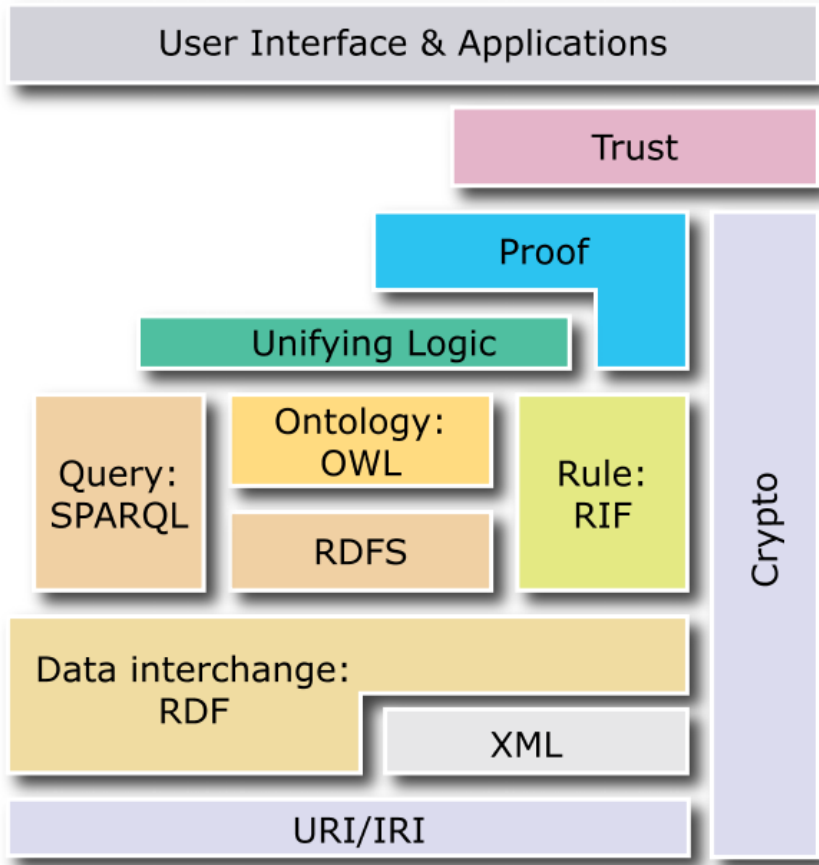 User Interface & Applications
Trust
Proof
Unifying Logic
Query:
SPARQL
Ontology:
OWL
RDFS
Rule:
RIF
Crypto
Data interchange:
RDF
XML
URI/IRI